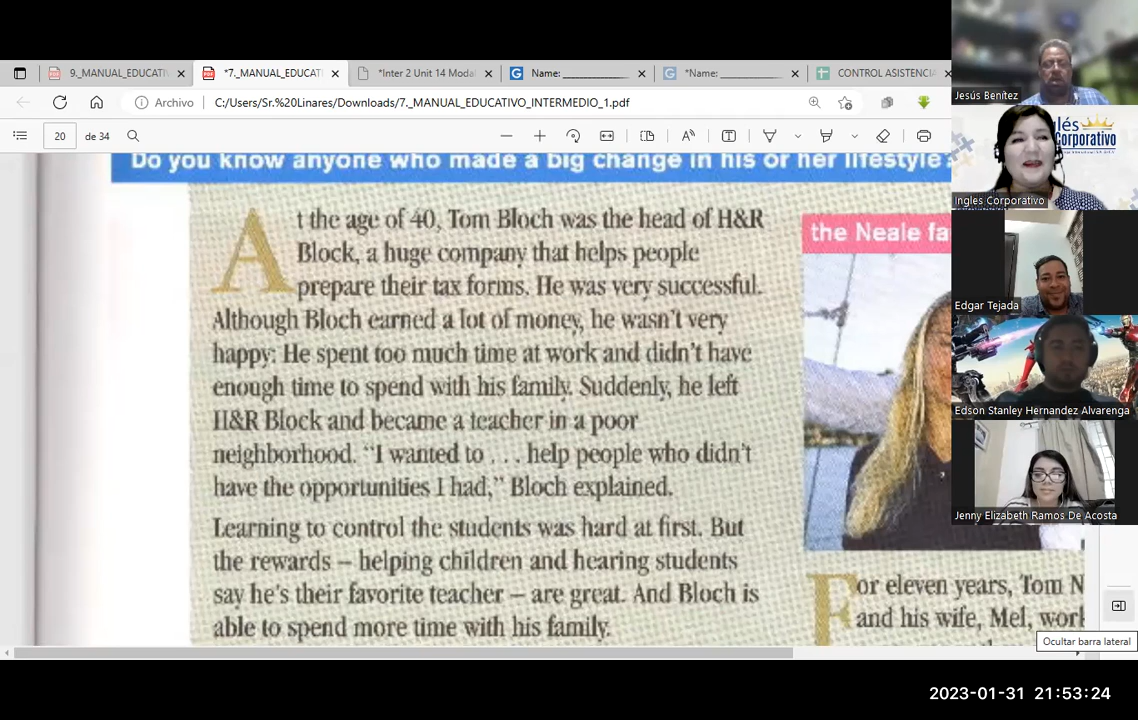 9._MANUAL_EDUCATI
*7._MANUAL_EDUCAT
*Inter 2 Unit 14 Moda
Name: ____________
*Name: ____________
CONTROL ASISTENCIA
Archivo
C:/Users/Sr.%20Linares/Downloads/7._MANUAL_EDUCATIVO_INTERMEDIO_1.pdf
20 de 34
Do you know anyone who made a big change in his or her lifestyle?
At the age of 40, Tom Bloch was the head of H&R
Block, a huge company that helps people
prepare their tax forms. He was very successful.
Although Bloch earned a lot of money, he wasn't very
happy: He spent too much time at work and didn't have
enough time to spend with his family. Suddenly, he left
H&R Block and became a teacher in a poor
neighborhood. "I wanted to . . . help people who didn't
have the opportunities I had," Bloch explained.
Learning to control the students was hard at first. But
the rewards – helping children and hearing students
say he's their favorite teacher – are great. And Bloch is
able to spend more time with his family.
the Neale fa
For eleven years, Tom N
and his wife, Mel, work
Ocultar barra lateral
Jesús Benítez
glés
Corporativo
Ingles Corporativo
Edgar Tejada
Edson Stanley Hernandez Alvarenga
Jenny Elizabeth Ramos De Acosta
2023-01-31 21:53:24